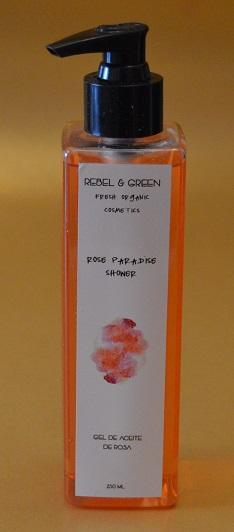 REBEL & GREEN
FRESH ORGANIC
COSMETICS
ROSE PARADISE
SHOWER
GEL DE ACEITE
DE ROSA
250 ML